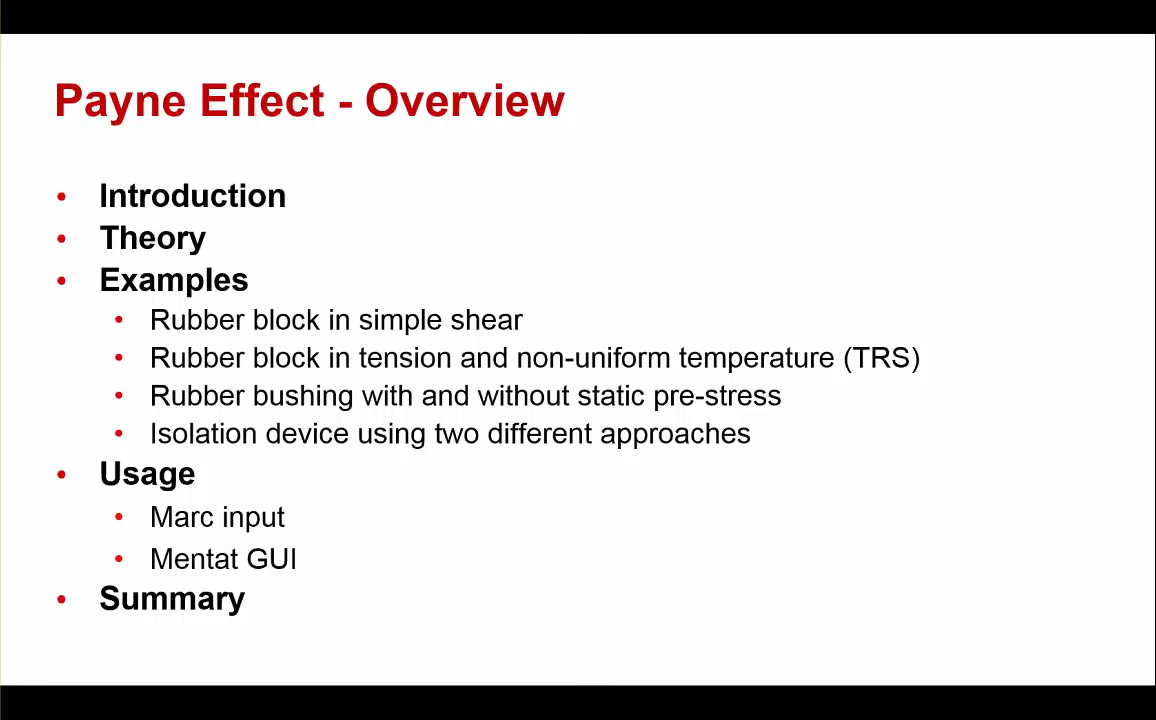 Payne Effect - Overview
• Introduction
• Theory
• Examples
• Rubber block in simple shear
• Rubber block in tension and non-uniform temperature (TRS)
• Rubber bushing with and without static pre-stress
• Isolation device using two different approaches
• Usage
• Marc input
• Mentat GUI
• Summary